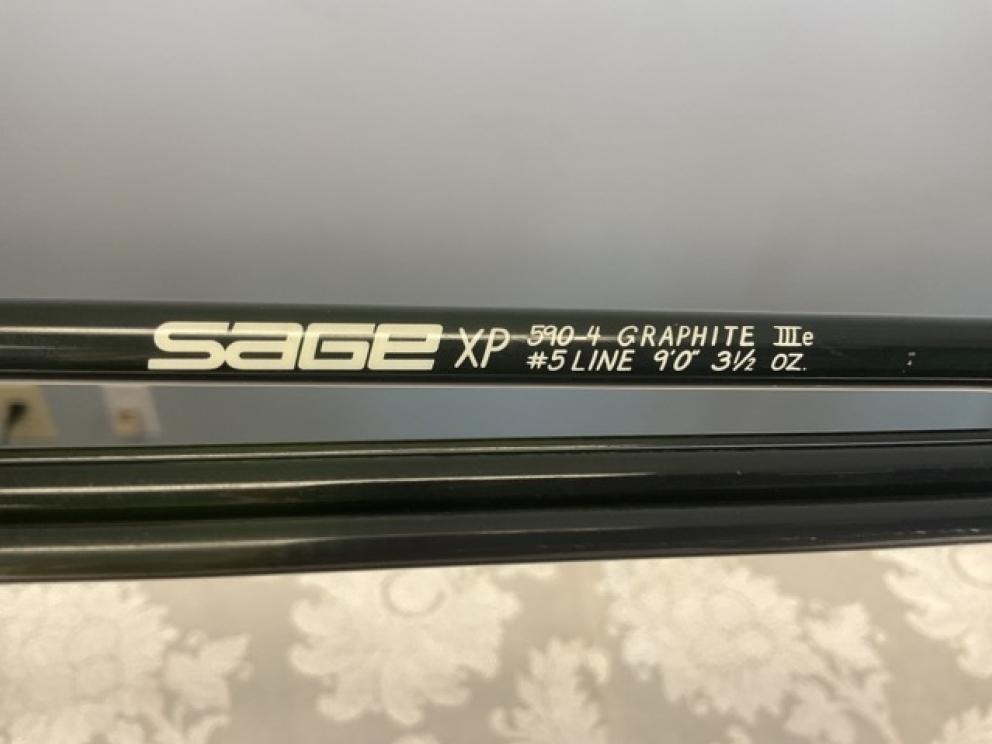 SAGE XP 590-4 GRAPHITE IIIe
#5 LINE 9'0" 3½ OZ.